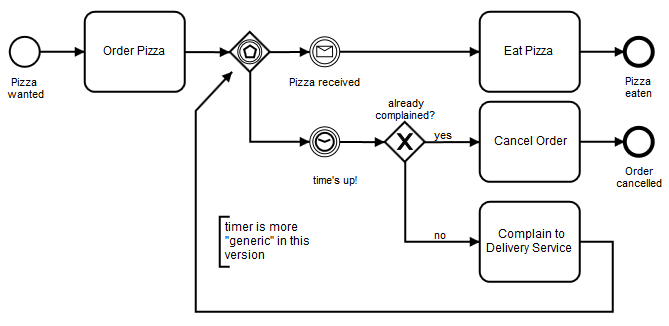 Order Pizza
Eat Pizza
Pizza
wanted
Pizza received
Pizza
eaten
already
complained?
yes
Cancel Order
time's up!
Order
cancelled
timer is more
"generic" in this
version
no
Complain to
Delivery Service